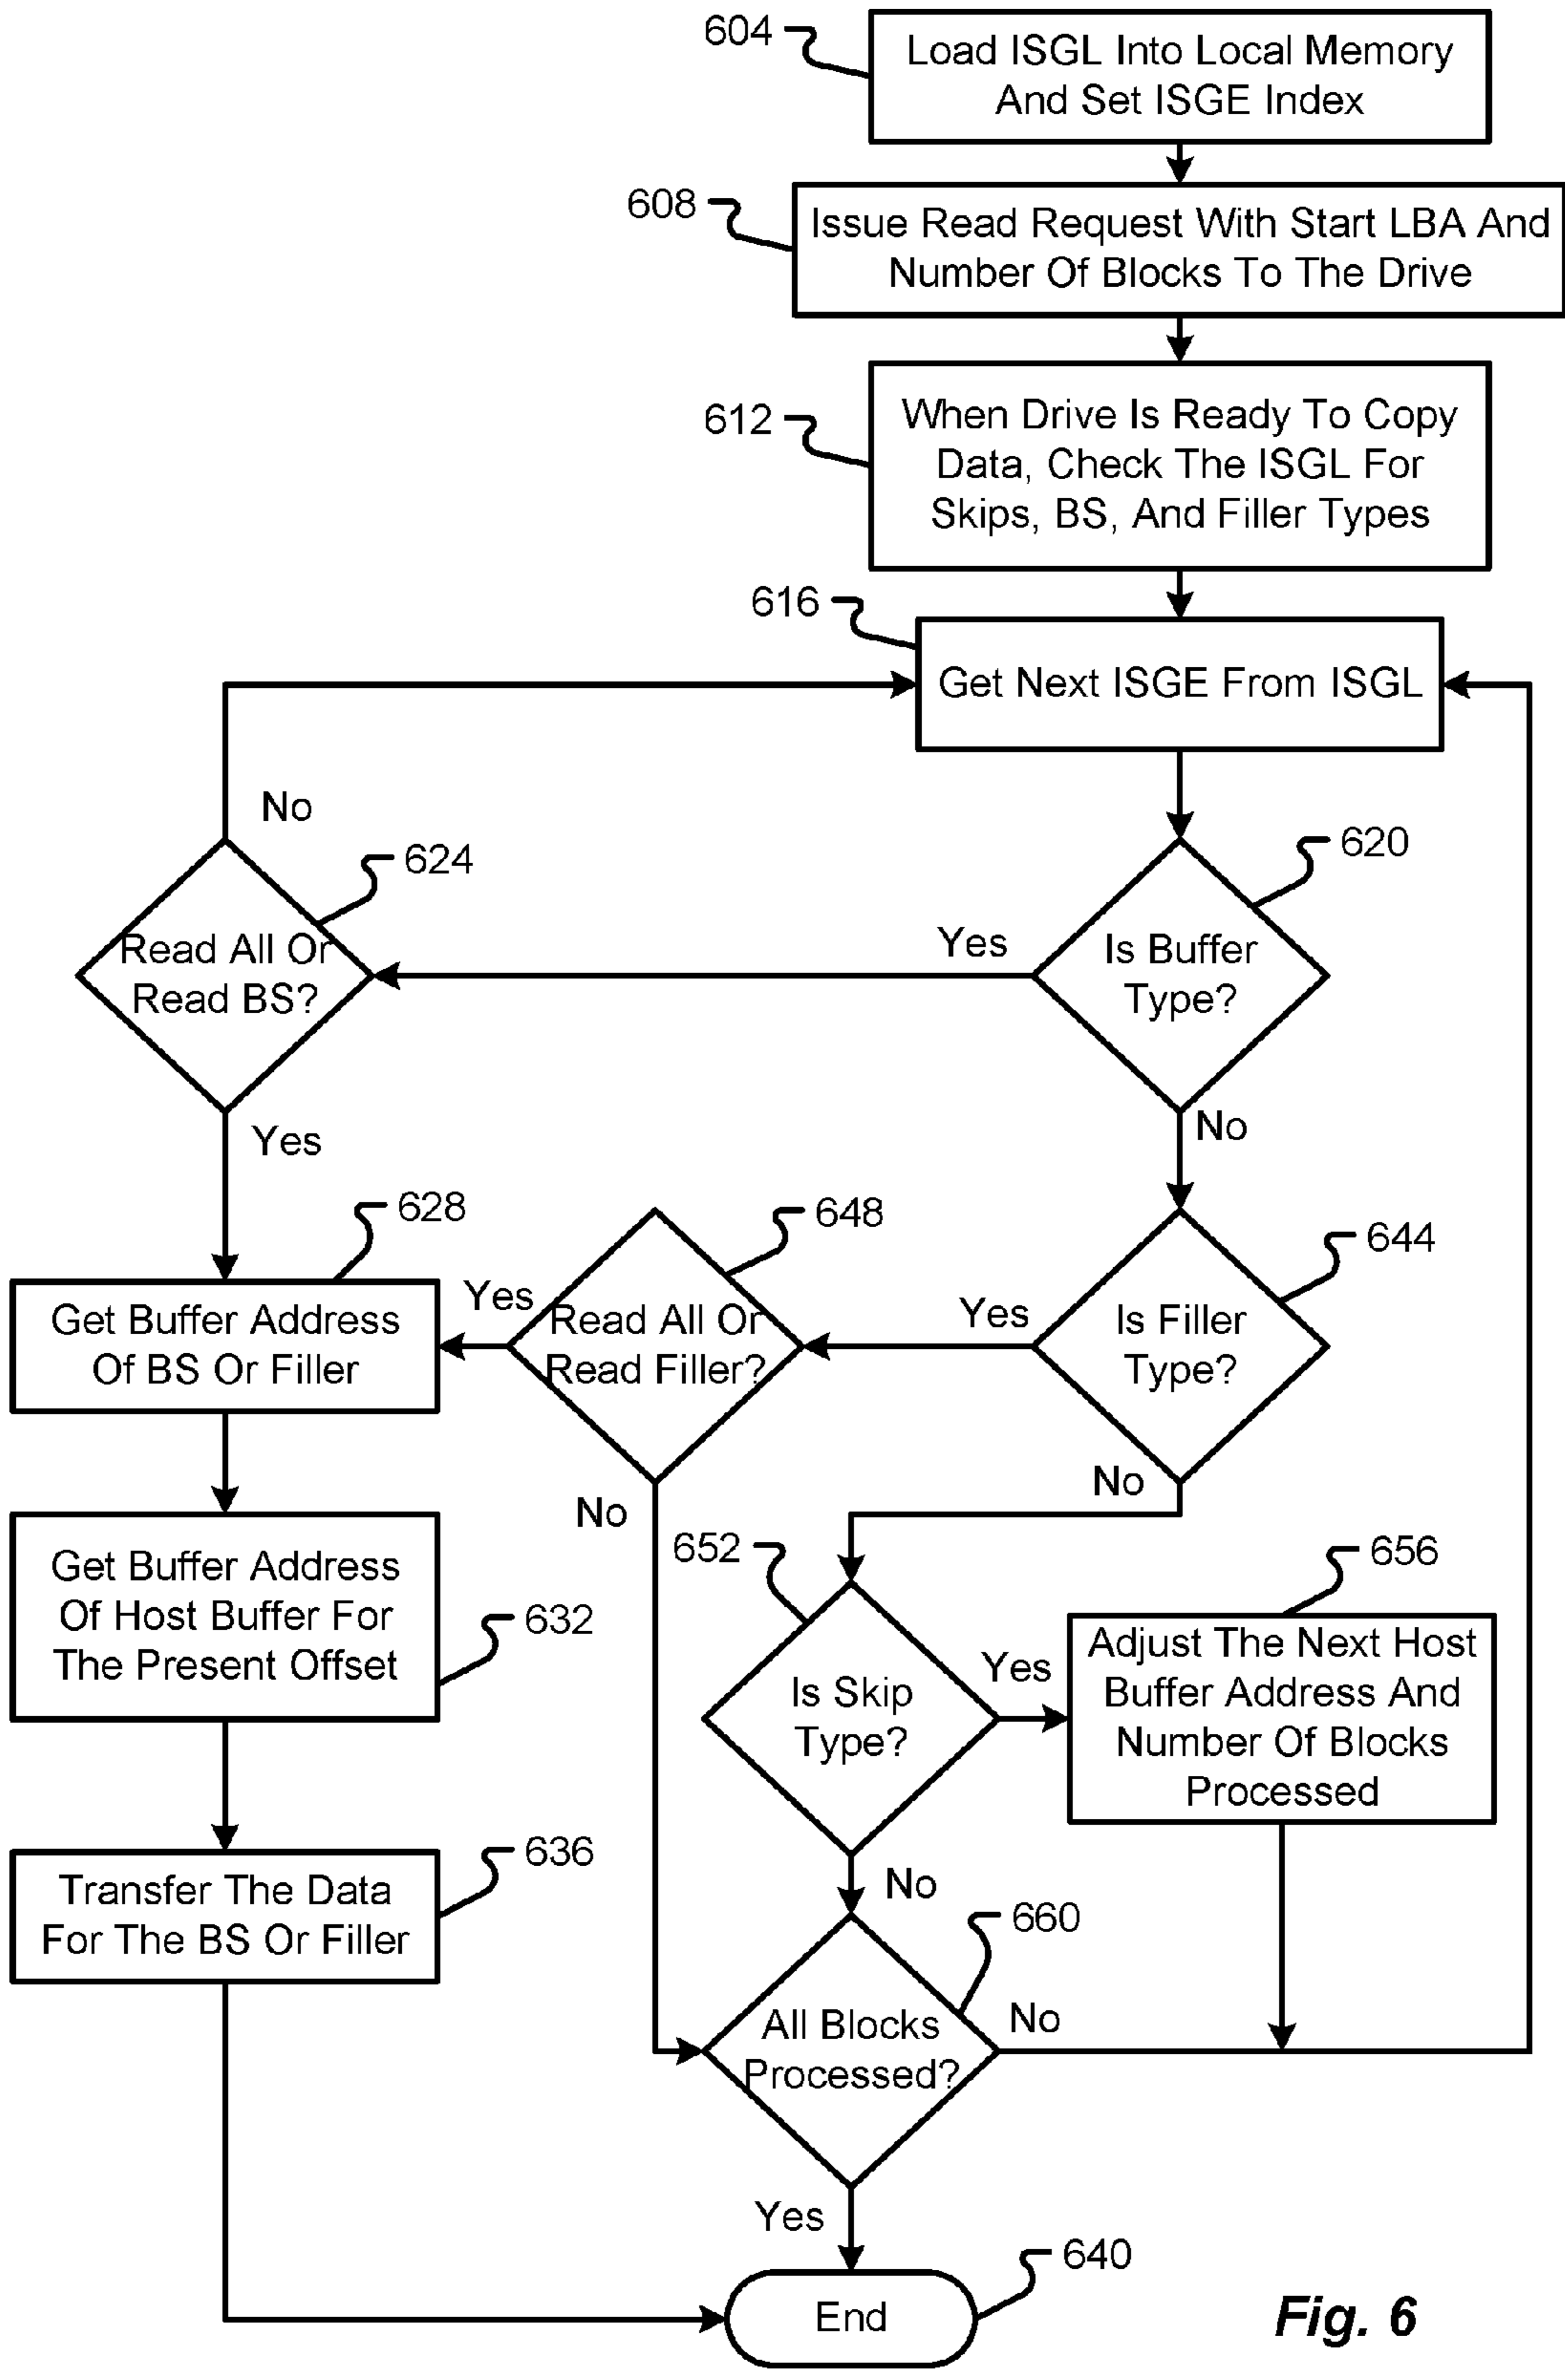 604
Load ISGL Into Local Memory
And Set ISGE Index
608
Issue Read Request With Start LBA And
Number Of Blocks To The Drive
612
When Drive Is Ready To Copy
Data, Check The ISGL For
Skips, BS, And Filler Types
616
Get Next ISGE From ISGL
No
624
Read All Or
Read BS?
Yes
620
Is Buffer
Type?
Yes
No
628
Get Buffer Address
Of BS Or Filler
Yes
648
Read All Or
Read Filler?
Yes
644
Is Filler
Type?
No
No
Get Buffer Address
Of Host Buffer For
The Present Offset
632
652
Is Skip
Type?
Yes
656
Adjust The Next Host
Buffer Address And
Number Of Blocks
Processed
No
Transfer The Data
For The BS Or Filler
636
660
All Blocks
Processed?
No
Yes
640
End
Fig. 6